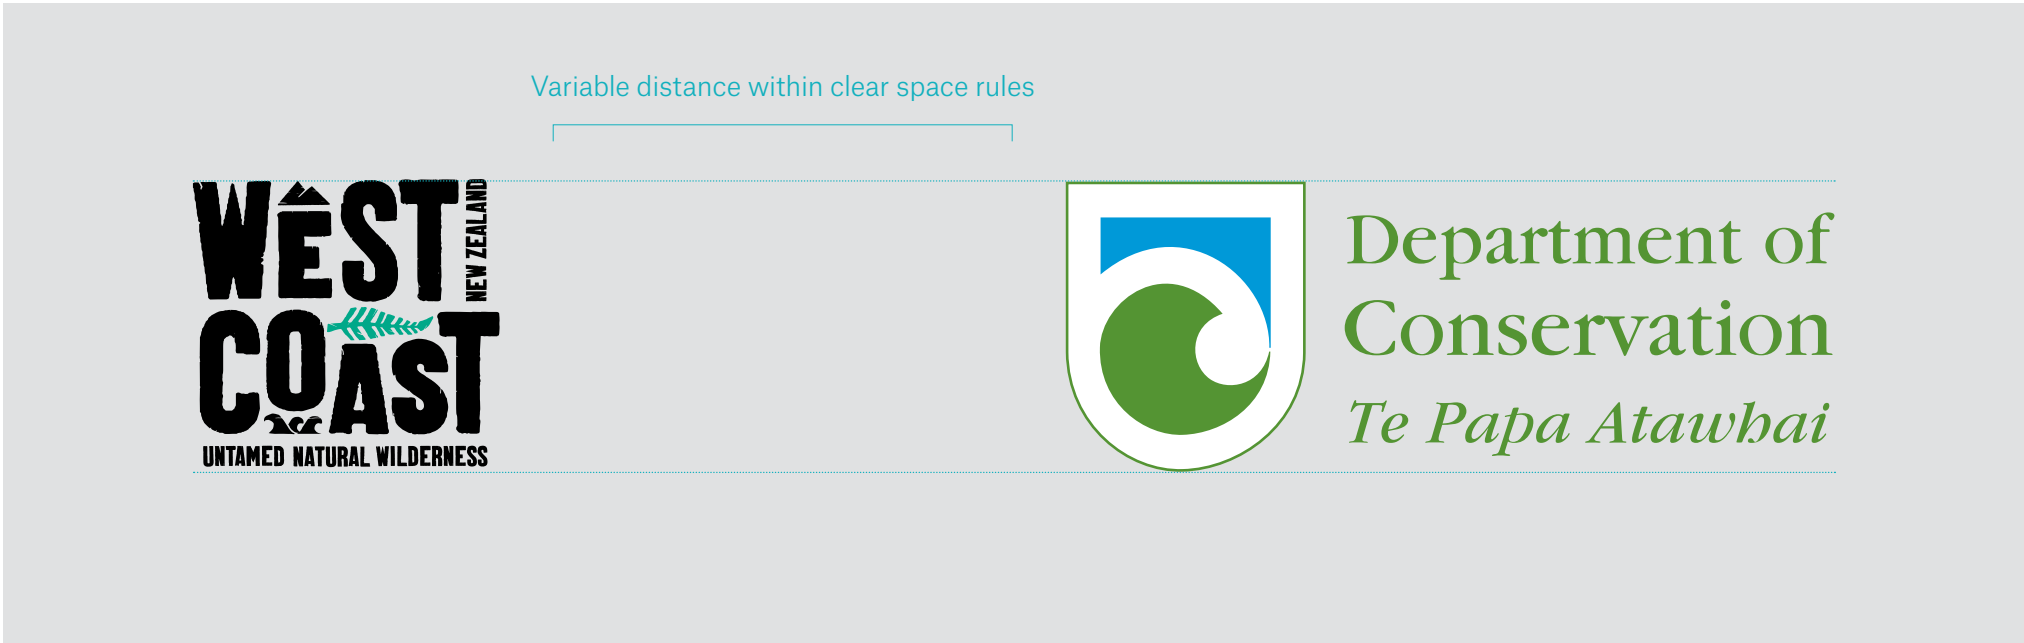 Variable distance within clear space rules
WEST
NEW ZEALAND
COAST
UNTAMED NATURAL WILDERNESS
Department of
Conservation
Te Papa Atawhai